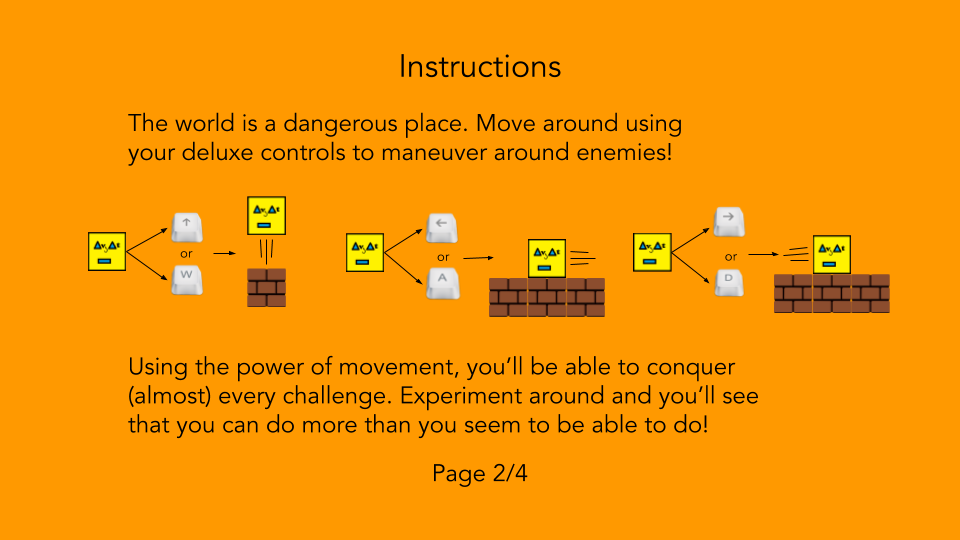 Instructions
The world is a dangerous place. Move around using
your deluxe controls to maneuver around enemies!
↑
or
W
←
or
A
→
or
D
Using the power of movement, you’ll be able to conquer
(almost) every challenge. Experiment around and you’ll see
that you can do more than you seem to be able to do!
Page 2/4